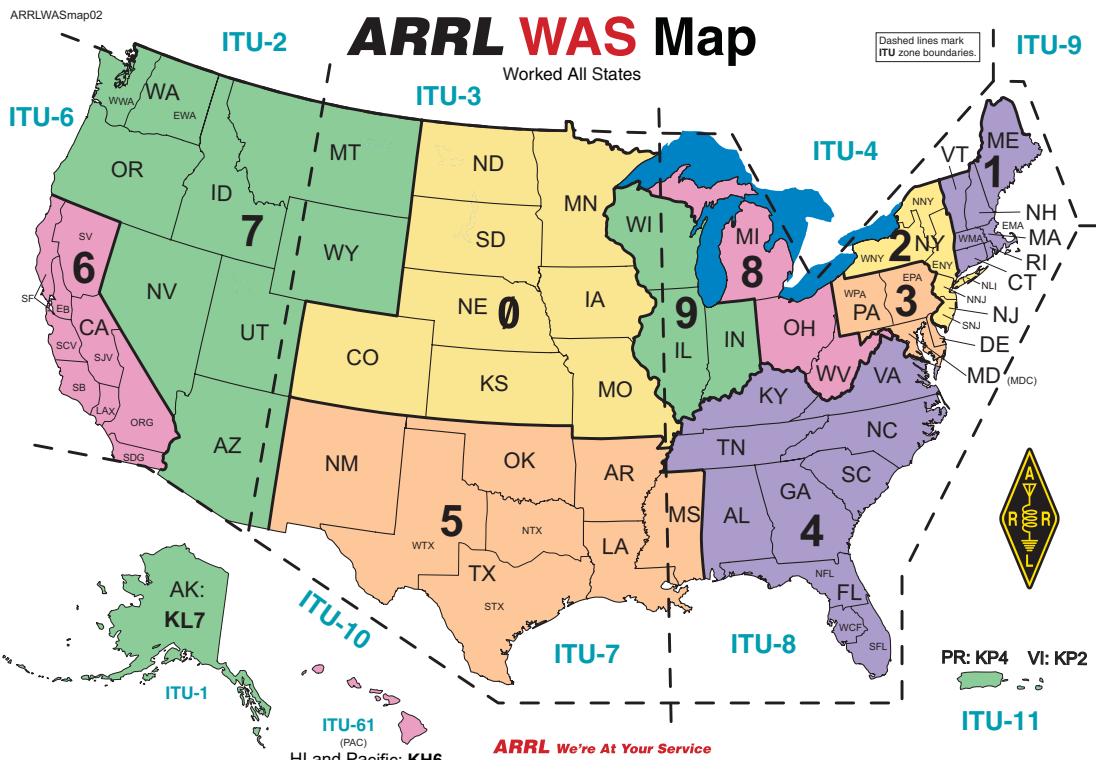 ARRLWASmap02
ARRL WAS Map
Worked All States
Dashed lines mark
ITU zone boundaries.
ITU-2
ITU-3
ITU-9
ITU-6
ITU-4
WWA
WA
EWA
OR
ID
7
MT
WY
NV
UT
AZ
SV
6
SF
EB
CA
SCV
SJV
SB
LAX
ORG
SDG
ND
SD
NE
0
MN
IA
CO
KS
MO
WI
9
IL
IN
MI
8
OH
WV
VT
ME
1
NH
EMA
MA
WMA
RI
CT
NNY
2
NY
WNY
ENY
NLI
NNJ
NJ
SNJ
EPA
WPA
PA
3
DE
MD (MDC)
VA
KY
TN
NC
SC
GA
AL
4
NFL
FL
WCF
SFL
NM
OK
AR
5
NTX
WTX
TX
STX
LA
MS
A
R R
L
AK:
KL7
ITU-1
ITU-10
ITU-7
ITU-8
PR: KP4 VI: KP2
ITU-11
ITU-61
(PAC)
HI and Pacific: KH6
ARRL We're At Your Service